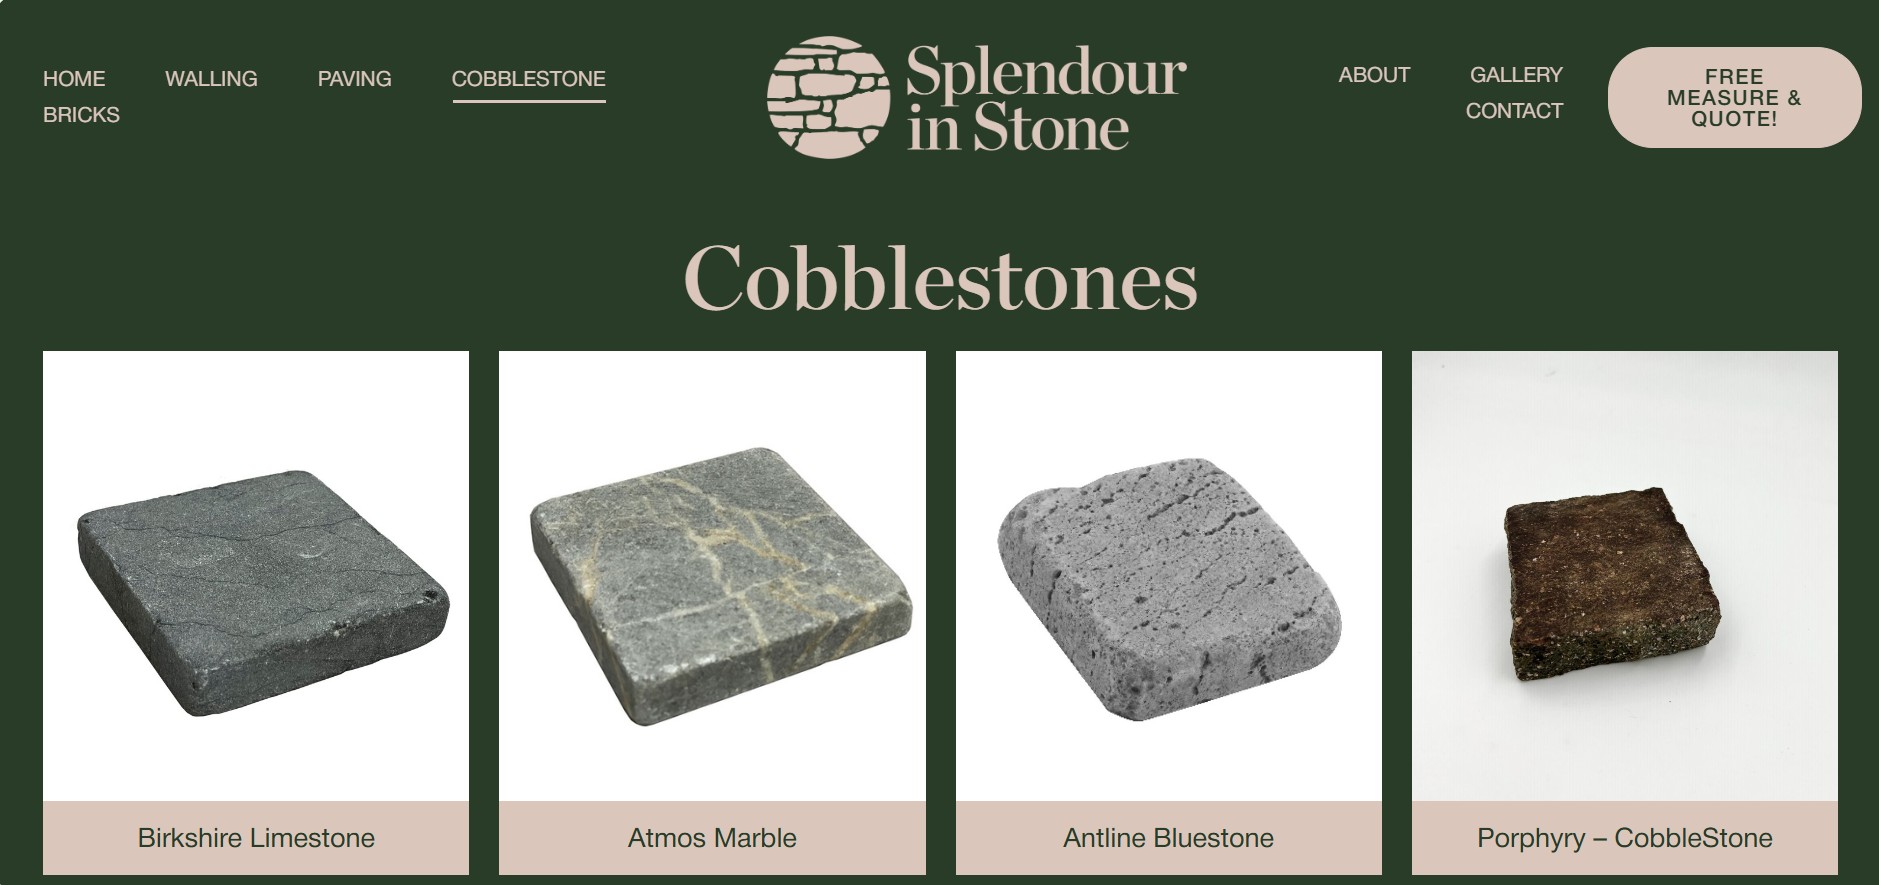 HOME WALLING PAVING COBBLESTONE
BRICKS
Splendour
in Stone
ABOUT GALLERY
CONTACT
FREE
MEASURE &
QUOTE!
Cobblestones
Birkshire Limestone
Atmos Marble
Antline Bluestone
Porphyry – CobbleStone